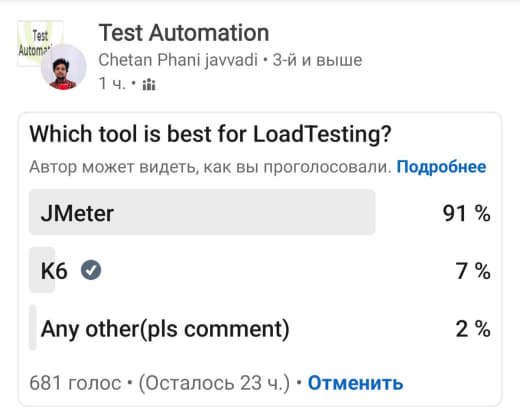 Test
Automa
Test Automation
Chetan Phani javvadi • 3-й и выше
1 ч. •
Which tool is best for LoadTesting?
Автор может видеть, как вы проголосовали. Подробнее
JMeter 91 %
K6 7 %
Any other(pls comment) 2 %
681 голос • (Осталось 23 ч.) • Отменить